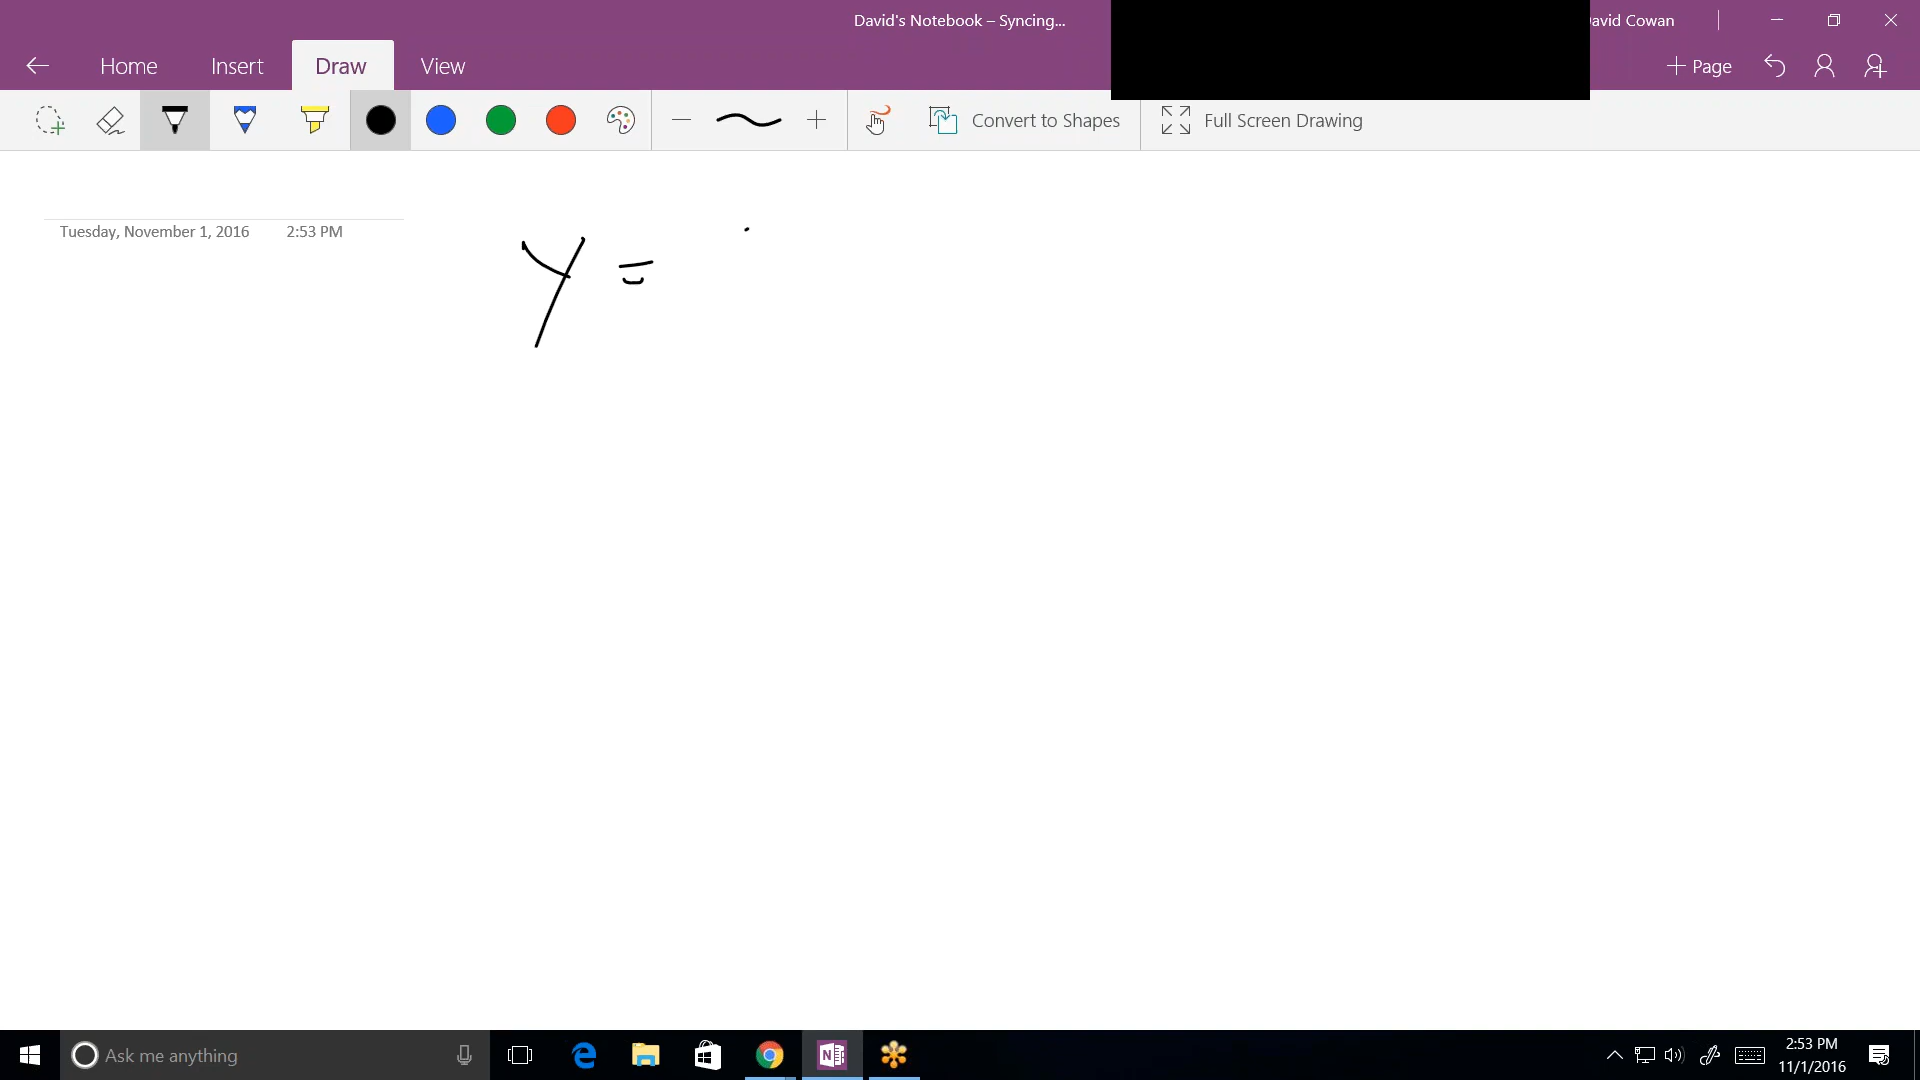 David's Notebook – Syncing...
avid Cowan
Home Insert Draw View
Page
Convert to Shapes Full Screen Drawing
Tuesday, November 1, 2016 2:53 PM
y =
Ask me anything
N
2:53 PM
11/1/2016